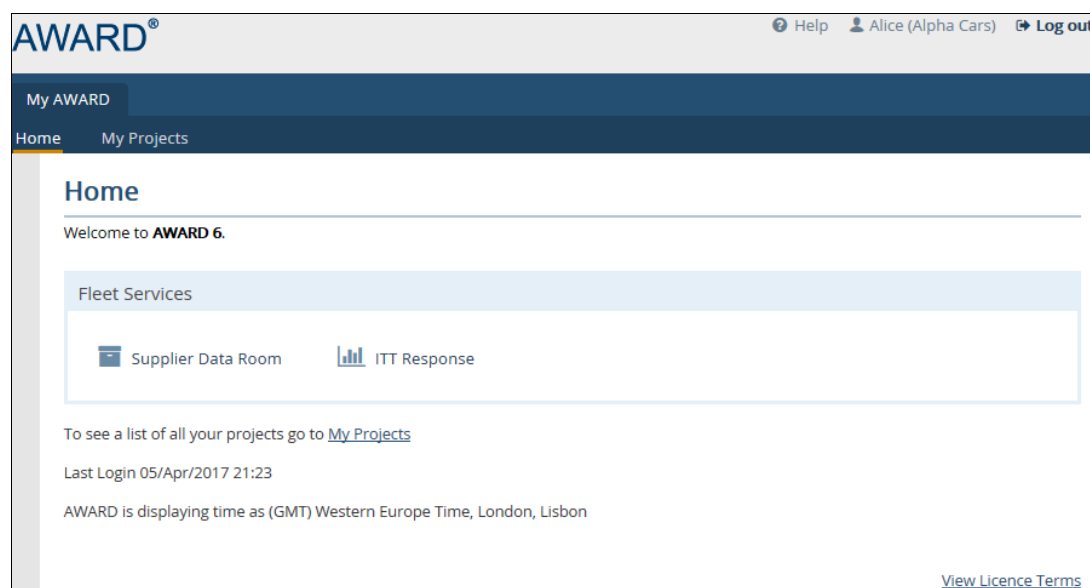 AWARD®
Help Alice (Alpha Cars) Log out
My AWARD
Home My Projects
Home
Welcome to AWARD 6.
Fleet Services
Supplier Data Room ITT Response
To see a list of all your projects go to My Projects
Last Login 05/Apr/2017 21:23
AWARD is displaying time as (GMT) Western Europe Time, London, Lisbon
View Licence Terms